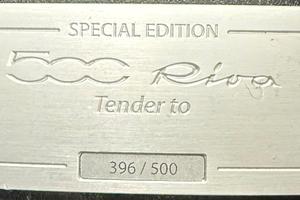 SPECIAL EDITION
500 Riva
Tender to
396 / 500